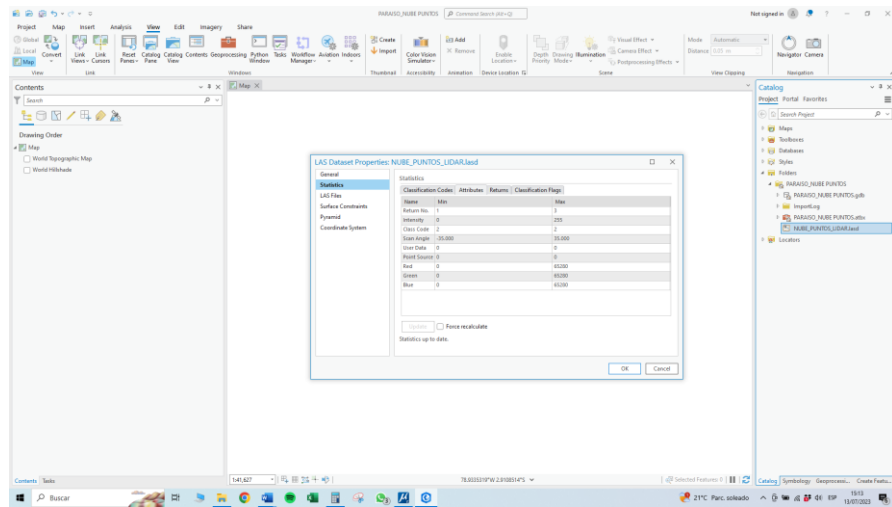 PARAISO_NUBE PUNTOS
Command Search (Alt+Q)
Not signed in
Project Map Insert Analysis View Edit Imagery Share
Global
Local
Map
Convert
Link Views
Link Cursors
Reset Panes
Catalog Pane
Catalog View
Contents
Geoprocessing
Python Window
Tasks
Workflow Manager
Aviation
Indoors
Create
Import
Color Vision Simulator
Add
Remove
Enable Location
Depth Priority
Drawing Mode
Illumination
Visual Effect
Camera Effect
Postprocessing Effects
Mode Automatic
Distance 0.01 m
Navigator
Camera
View Link Windows Thumbnail Accessibility Animation Device Location Scene View Clipping Navigation
Contents
Search
Drawing Order
Map
World Topographic Map
World Hillshade
Map
LAS Dataset Properties: NUBE_PUNTOS_LIDAR.lasd
General
Statistics
LAS Files
Surface Constraints
Pyramid
Coordinate System
Statistics
Classification Codes Attributes Returns Classification Flags
Name Min Max
Return No. 1 3
Intensity 0 255
Class Code 2 2
Scan Angle -35.000 35.000
User Data 0 0
Point Source 0 0
Red 0 65280
Green 0 65280
Blue 0 65280
Update Force recalculate
Statistics up to date.
OK Cancel
Catalog
Project Portal Favorites
Search Project
Maps
Toolboxes
Databases
Styles
Folders
PARAISO_NUBE PUNTOS
PARAISO_NUBE PUNTOS.gdb
ImportLog
PARAISO_NUBE PUNTOS.atbx
NUBE_PUNTOS_LIDAR.lasd
Locators
Contents Tasks
1:41,627
78.9335319°W 2.9108514°S
Selected Features: 0
Catalog Symbology Geoprocessi... Create Featu...
Buscar
21°C Parc. soleado
ESP
15:13
13/07/2023